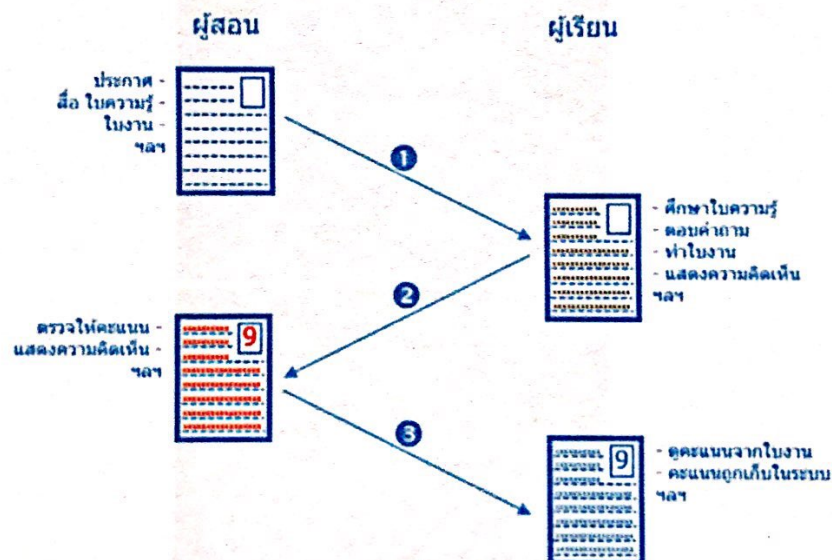 ผู้สอน
ผู้เรียน
ประกาศ -
สื่อ ใบความรู้ -
ใบงาน -
ฯลฯ
1
- ศึกษาใบความรู้
- ตอบคำถาม
- ทำใบงาน
- แสดงความคิดเห็น
ฯลฯ
2
ตรวจให้คะแนน -
แสดงความคิดเห็น -
ฯลฯ
9
3
9
- ดูคะแนนจากใบงาน
- คะแนนถูกเก็บในระบบ
ฯลฯ